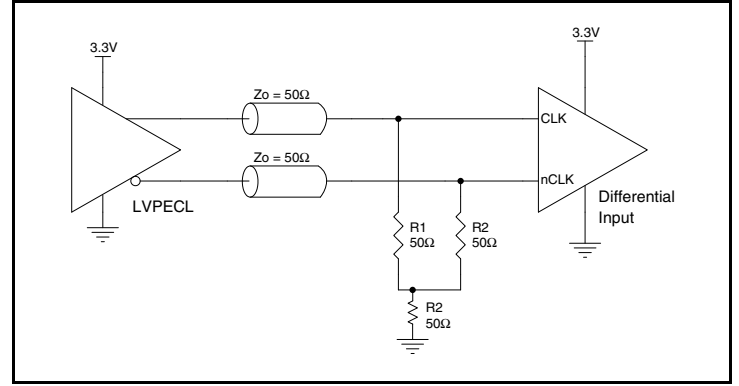 3.3V
3.3V
Zo = 50Ω
CLK
Zo = 50Ω
nCLK
LVPECL
Differential
Input
R1
50Ω
R2
50Ω
R2
50Ω